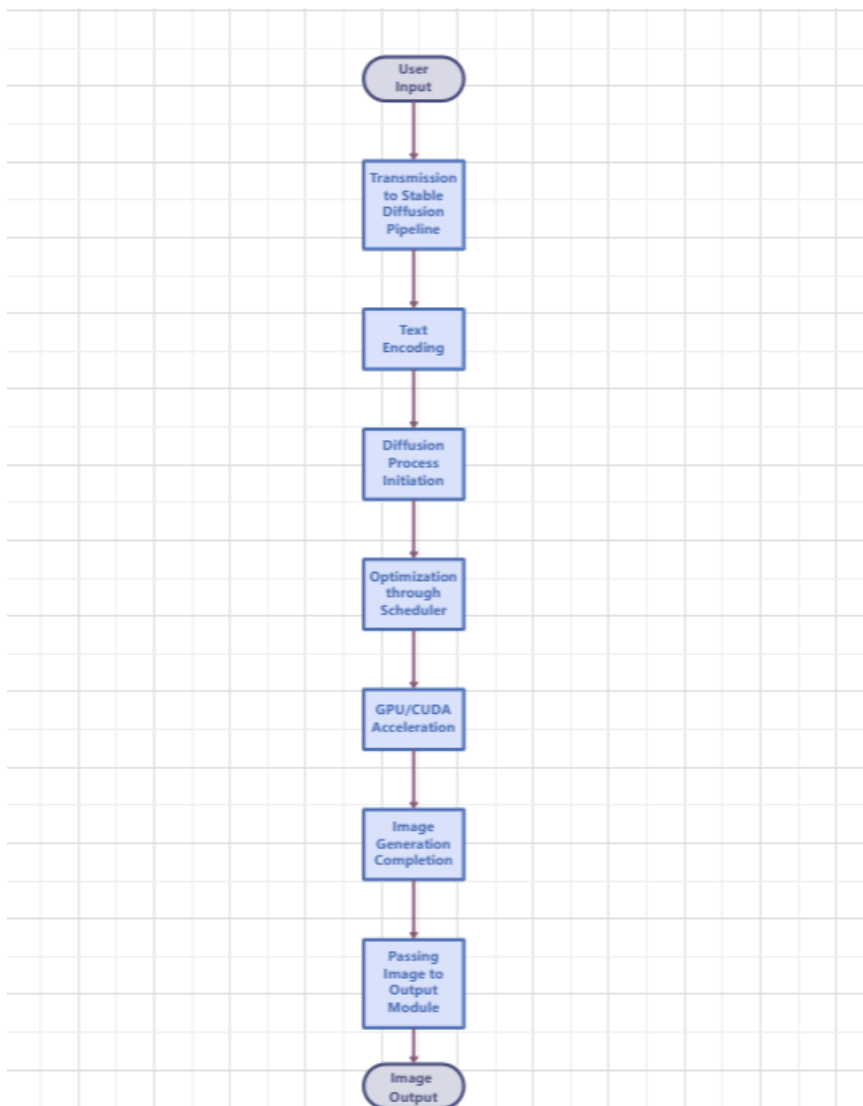 User
Input
Transmission
to Stable
Diffusion
Pipeline
Text
Encoding
Diffusion
Process
Initiation
Optimization
through
Scheduler
GPU/CUDA
Acceleration
Image
Generation
Completion
Passing
Image to
Output
Module
Image
Output